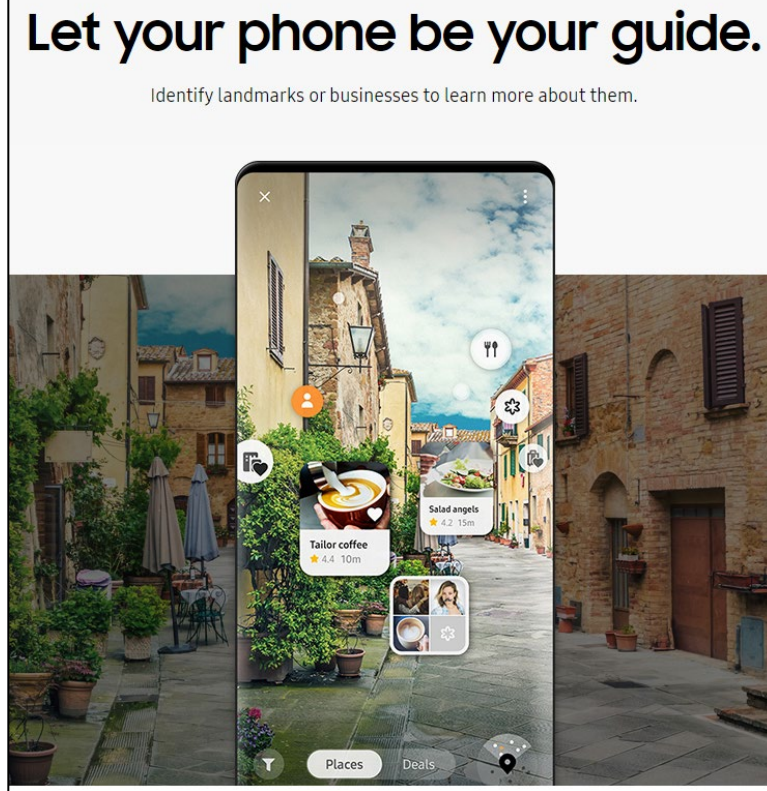 Let your phone be your guide.
Identify landmarks or businesses to learn more about them.
Salad angels
4.2 15m
Tailor coffee
4.4 10m
Places Deals